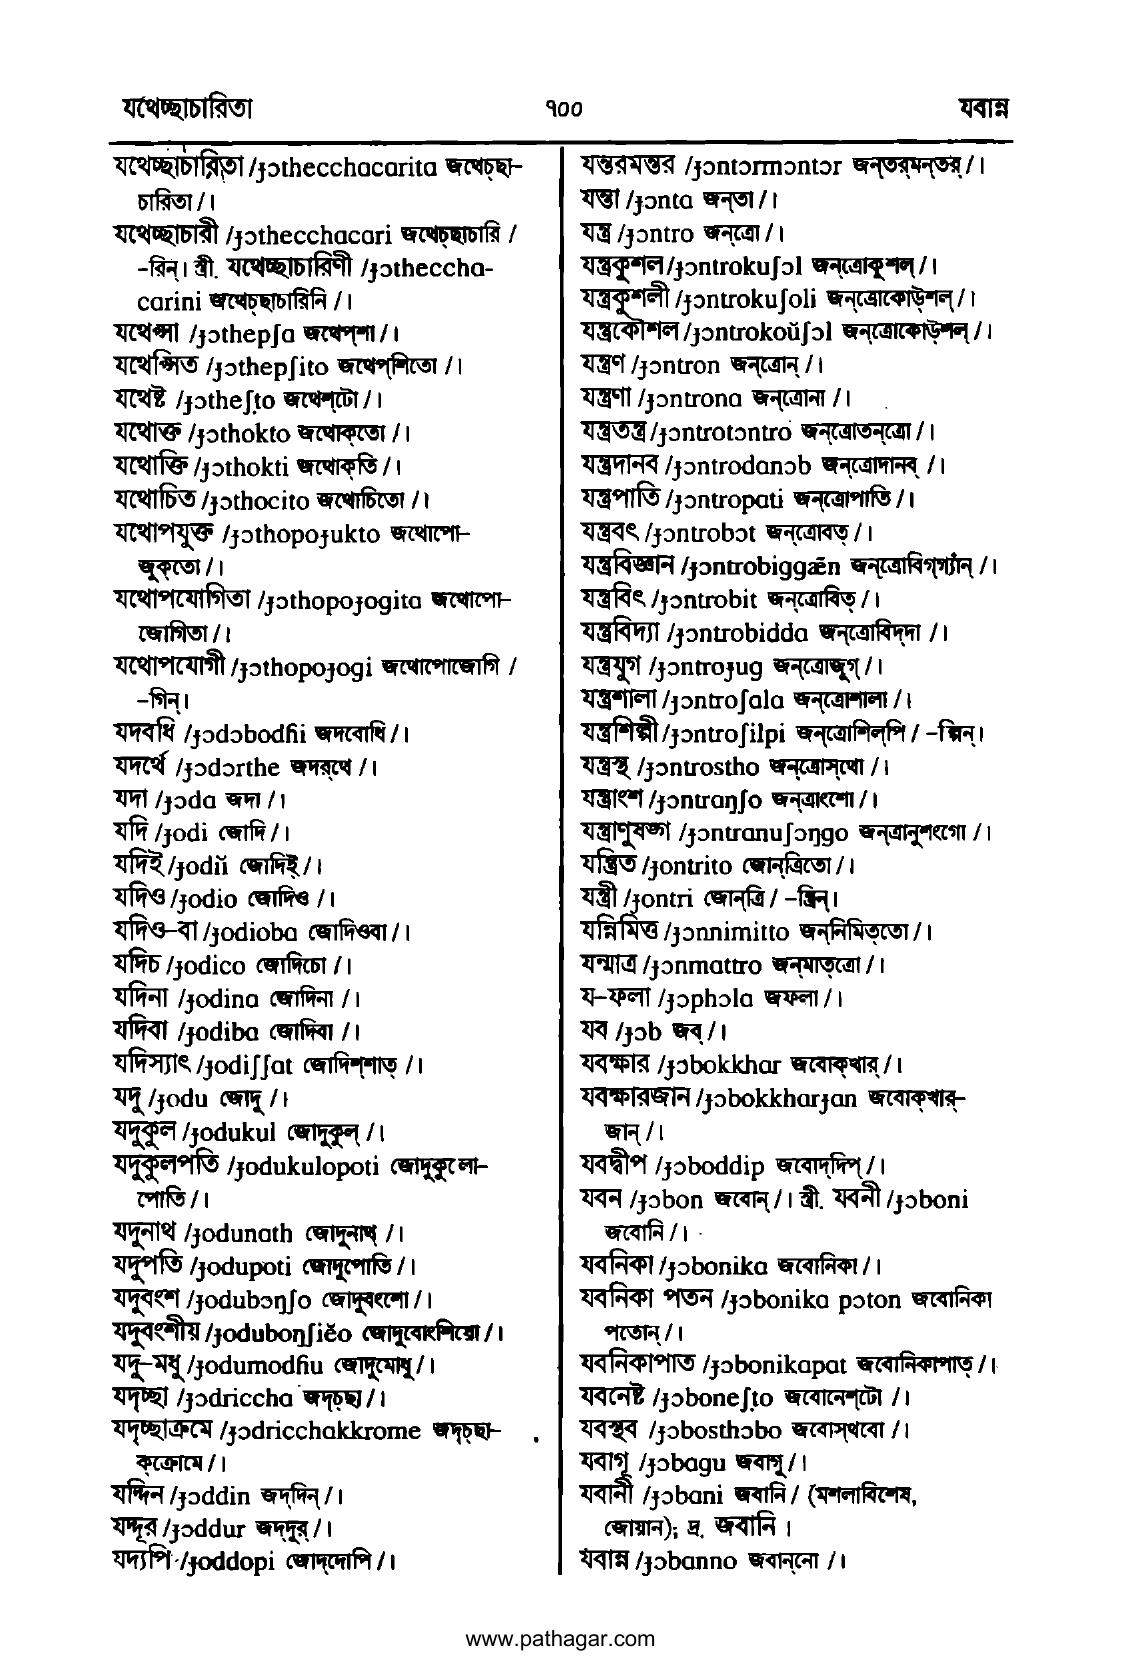 যথেচ্ছাচারিতা ৭০০ যবান্ন
যথেচ্ছাচারিতা /ɟɔthecchacarita জথেচ্ছা-
চারিতা/।
যথেচ্ছাচারী /ɟɔthecchacari জথেচ্ছাচারি /
-রিন্। স্ত্রী. যথেচ্ছাচারিণী /ɟɔtheccha-
carini জথেচ্ছাচারিনি /।
যথেপ্সা /ɟɔthepʃa জথেপ্শা/।
যথেপ্সিত /ɟɔthepʃito জথেপ্শিতো /।
যথেষ্ট /ɟɔtheʃṭo জথেশ্টো/।
যথোক্ত /ɟɔthokto জথোক্তো /।
যথোক্তি /ɟɔthokti জথোক্তি/।
যথোচিত /ɟɔthocito জথোচিতো /।
যথোপযুক্ত /ɟɔthopoɟukto জথোপো-
জুক্তো/।
যথোপযোগিতা /ɟɔthopoɟogita জথোপো-
জোগিতা/।
যথোপযোগী /ɟɔthopoɟogi জথোপোজোগি /
-গিন্।
যদবধি /ɟɔdɔbodɦi জদবোধি/।
যদর্থে /ɟɔdɔrthe জদর্থে /।
যদা /ɟɔda জদা /।
যদি /ɟodi জোদি/।
যদিই /ɟodiĭ জোদিই্/।
যদিও /ɟodio জোদিও /।
যদিও-বা /ɟodioba জোদিওবা/।
যদিচ /ɟodico জোদিচো /।
যদিনা /ɟodina জোদিনা /।
যদিবা /ɟodiba জোদিবা /।
যদিস্যাৎ /ɟodiʃʃat জোদিশ্শাত্ /।
যদু /ɟodu জোদু /।
যদুকুল /ɟodukul জোদুকুল্ /।
যদুকুলপতি /ɟodukulopoti জোদুকুলো-
পোতি/।
যদুনাথ /ɟodunath জোদুনাথ্ /।
যদুপতি /ɟodupoti জোদুপোতি/।
যদুবংশ /ɟodubɔŋʃo জোদুবংশো/।
যদুবংশীয় /ɟoduboŋʃiĕo জোদুবোংশিয়ো/।
যদু-মধু /ɟodumodɦu জোদুমোধু/।
যদৃচ্ছা /ɟɔdriccha জদৃচ্ছা/।
যদৃচ্ছাক্রমে /ɟɔdricchakkrome জদৃচ্ছা-
ক্ক্রোমে/।
যদ্দিন /ɟɔddin জদ্দিন্/।
যদ্দূর /ɟɔddur জদ্দুর্/।
যদ্যপি /ɟoddopi জোদ্দোপি/।
যন্তরমন্তর /ɟɔntɔrmɔntɔr জন্তর্মন্তর্/।
যন্তা /ɟɔnta জন্তা/।
যন্ত্র /ɟɔntro জন্ত্রো/।
যন্ত্রকুশল /ɟɔntrokuʃɔl জন্ত্রোকুশল্/।
যন্ত্রকুশলী /ɟɔntrokuʃoli জন্ত্রোকোউ্শল্/।
যন্ত্রকৌশল /ɟɔntrokoŭʃɔl জন্ত্রোকোউ্শল্/।
যন্ত্রণ /ɟɔntron জন্ত্রোন্ /।
যন্ত্রণা /ɟɔntrona জন্ত্রোনা /।
যন্ত্রতন্ত্র /ɟɔntrotɔntro জন্ত্রোতন্ত্রো/।
যন্ত্রদানব /ɟɔntrodanɔb জন্ত্রোদানব্ /।
যন্ত্রপাতি /ɟɔntropati জন্ত্রোপাতি/।
যন্ত্রবৎ /ɟɔntrobɔt জন্ত্রোবত্/।
যন্ত্রবিজ্ঞান /ɟɔntrobiggæ̃n জন্ত্রোবিগ্গ্যাঁন্ /।
যন্ত্রবিৎ /ɟɔntrobit জন্ত্রোবিত্/।
যন্ত্রবিদ্যা /ɟɔntrobidda জন্ত্রোবিদ্দা /।
যন্ত্রযুগ /ɟɔntroɟug জন্ত্রোজুগ্/।
যন্ত্রশালা /ɟɔntroʃala জন্ত্রোশালা/।
যন্ত্রশিল্পী /ɟɔntroʃilpi জন্ত্রোশিল্পি / -ল্পিন্।
যন্ত্রস্থ /ɟɔntrostho জন্ত্রোস্থো /।
যন্ত্রাংশ /ɟɔntraŋʃo জন্ত্রাংশো/।
যন্ত্রাণুষঙ্গ /ɟɔntranuʃɔŋgo জন্ত্রানুশংগো /।
যন্ত্রিত /ɟontrito জোন্ত্রিতো/।
যন্ত্রী /ɟontri জোন্ত্রি / -ন্ত্রিন্।
যন্নিমিত্ত /ɟɔnnimitto জন্নিমিত্তো/।
যন্মাত্র /ɟɔnmattro জন্মাত্ত্রো/।
য-ফলা /ɟɔphɔla জফলা/।
যব /ɟɔb জব্/।
যবক্ষার /ɟɔbokkhar জবোক্খার্/।
যবক্ষারজান /ɟɔbokkharɟan জবোক্খার্-
জান্/।
যবদ্বীপ /ɟɔboddip জবোদ্দিপ্/।
যবন /ɟɔbon জবোন্/। স্ত্রী. যবনী /ɟɔboni
জবোনি/।
যবনিকা /ɟɔbonika জবোনিকা/।
যবনিকা পতন /ɟɔbonika pɔton জবোনিকা
পতোন্/।
যবনিকাপাত /ɟɔbonikapat জবোনিকাপাত্/।
যবনেষ্ট /ɟɔboneʃṭo জবোনেশ্টো /।
যবস্থব /ɟɔbosthɔbo জবোস্থবো /।
যবাগূ /ɟɔbagu জবাগু/।
যবানী /ɟɔbani জবানি/ (মশলাবিশেষ,
জোয়ান); দ্র. জবানি ।
যবান্ন /ɟɔbanno জবান্নো /।
www.pathagar.com